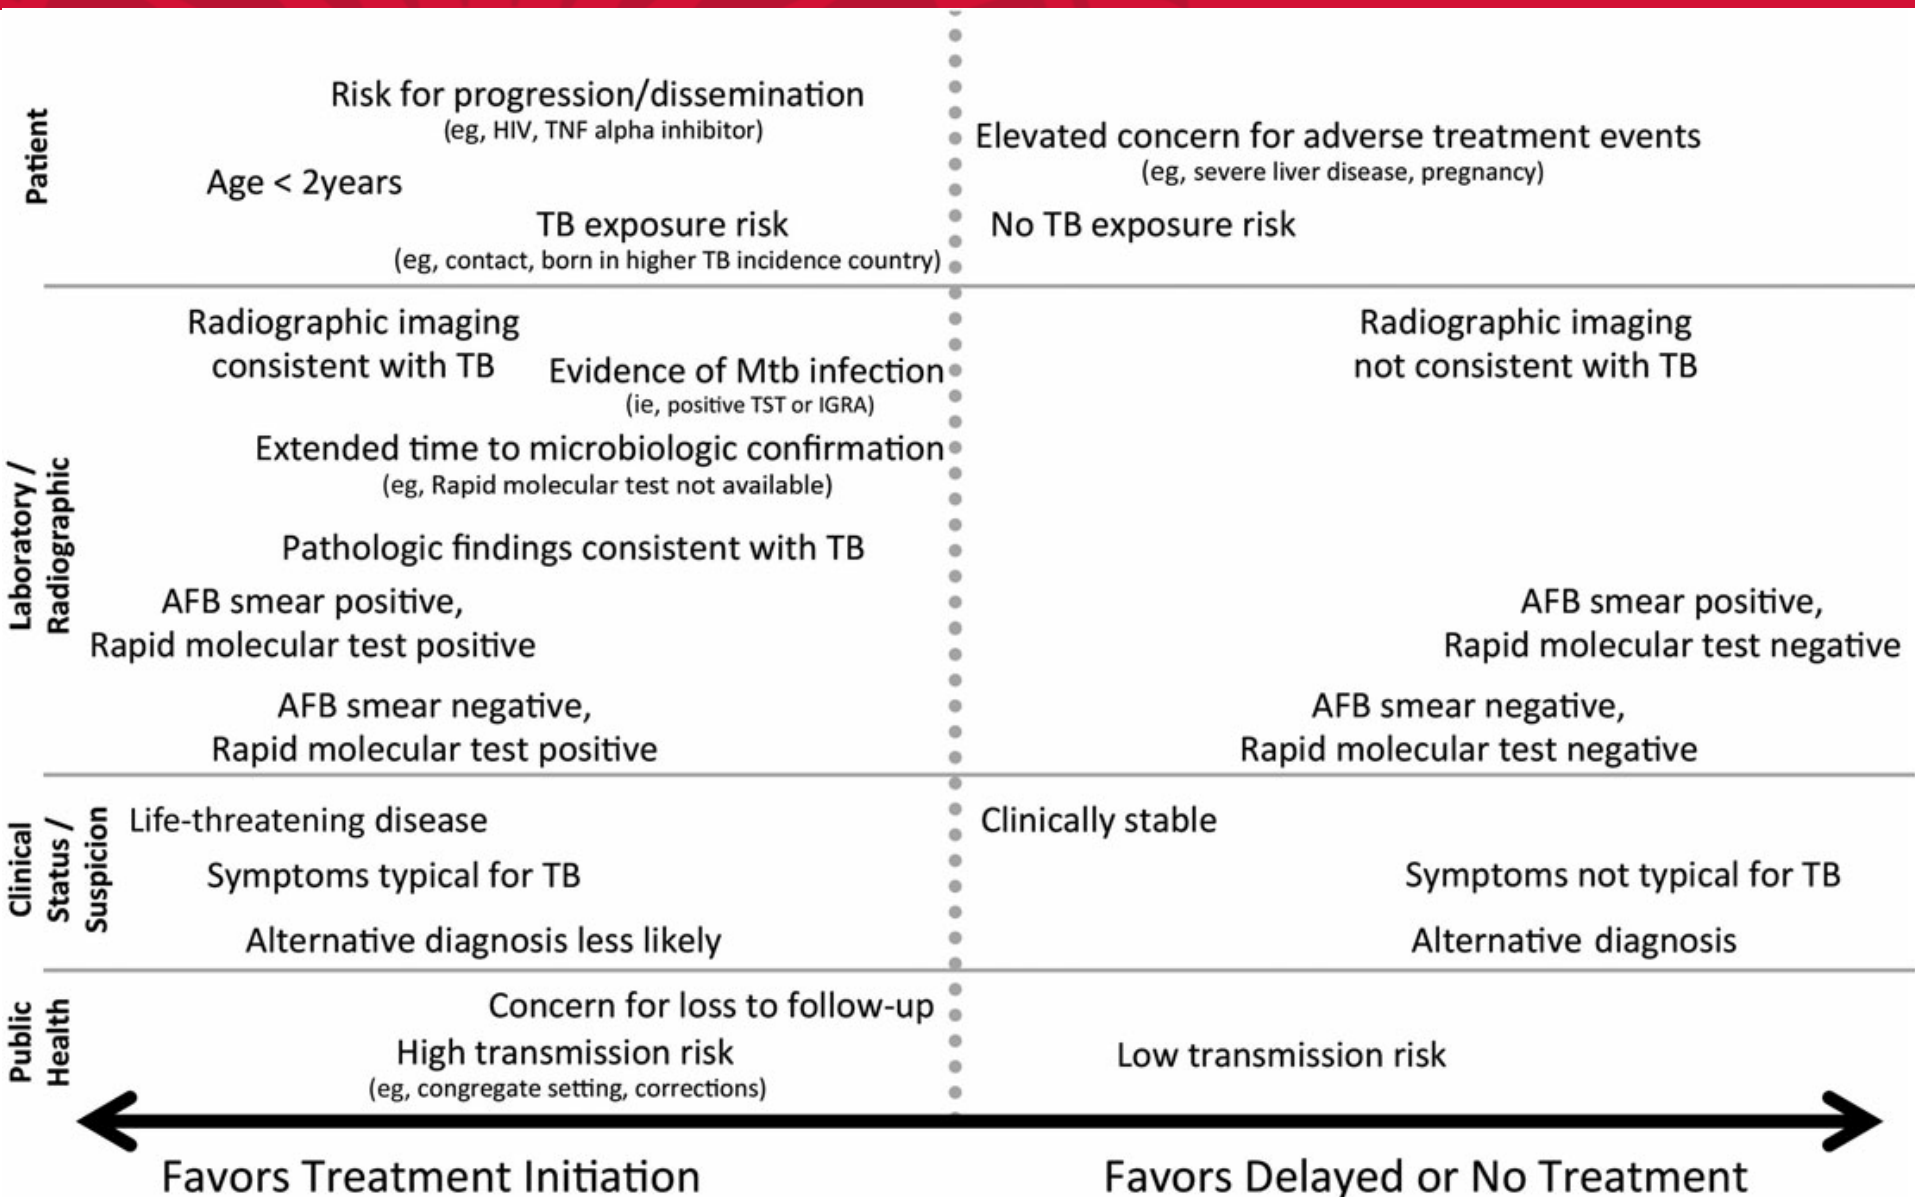 Patient
Risk for progression/dissemination
(eg, HIV, TNF alpha inhibitor)
Age < 2years
TB exposure risk
(eg, contact, born in higher TB incidence country)
Elevated concern for adverse treatment events
(eg, severe liver disease, pregnancy)
No TB exposure risk
Laboratory /
Radiographic
Radiographic imaging
consistent with TB
Evidence of Mtb infection
(ie, positive TST or IGRA)
Extended time to microbiologic confirmation
(eg, Rapid molecular test not available)
Pathologic findings consistent with TB
AFB smear positive,
Rapid molecular test positive
AFB smear negative,
Rapid molecular test positive
Radiographic imaging
not consistent with TB
AFB smear positive,
Rapid molecular test negative
AFB smear negative,
Rapid molecular test negative
Clinical
Status /
Suspicion
Life-threatening disease
Symptoms typical for TB
Alternative diagnosis less likely
Clinically stable
Symptoms not typical for TB
Alternative diagnosis
Public
Health
Concern for loss to follow-up
High transmission risk
(eg, congregate setting, corrections)
Low transmission risk
Favors Treatment Initiation
Favors Delayed or No Treatment